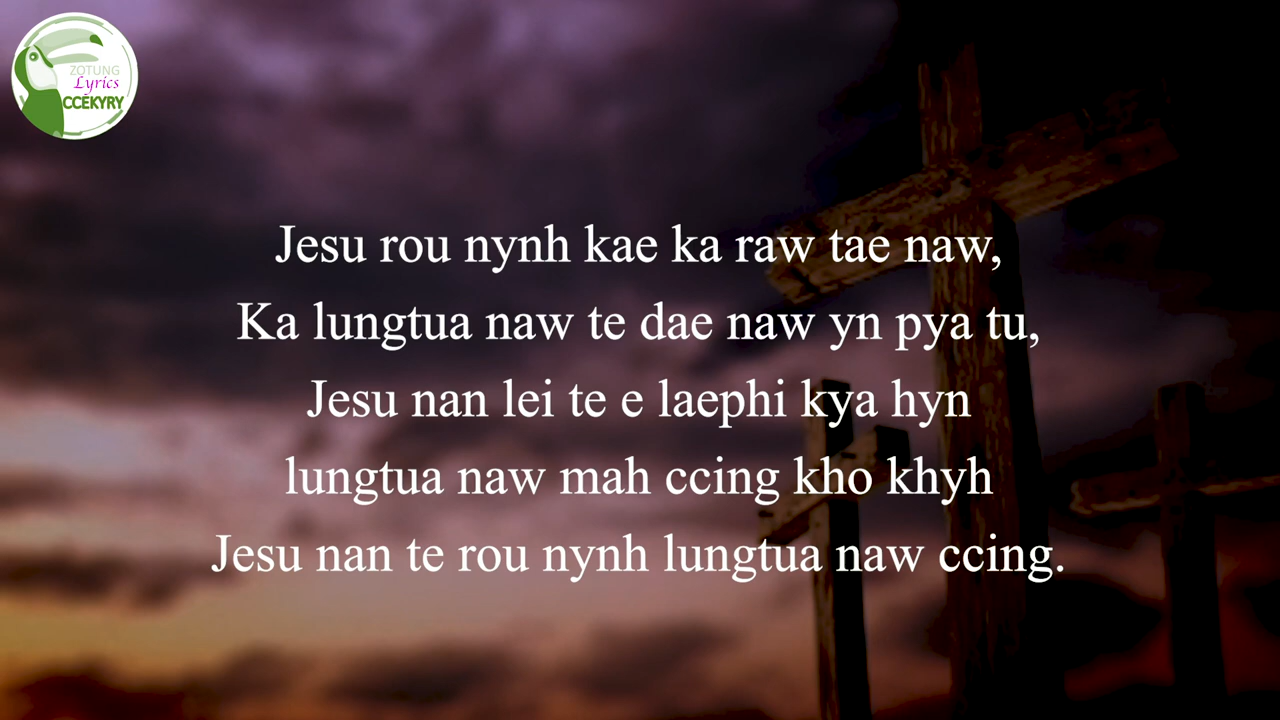 ZOTUNG
Lyrics
CCĒKYRY
Jesu rou nynh kae ka raw tae naw,
Ka lungtua naw te dae naw yn pya tu,
Jesu nan lei te e laephi kya hyn
lungtua naw mah ccing kho khyh
Jesu nan te rou nynh lungtua naw ccing.